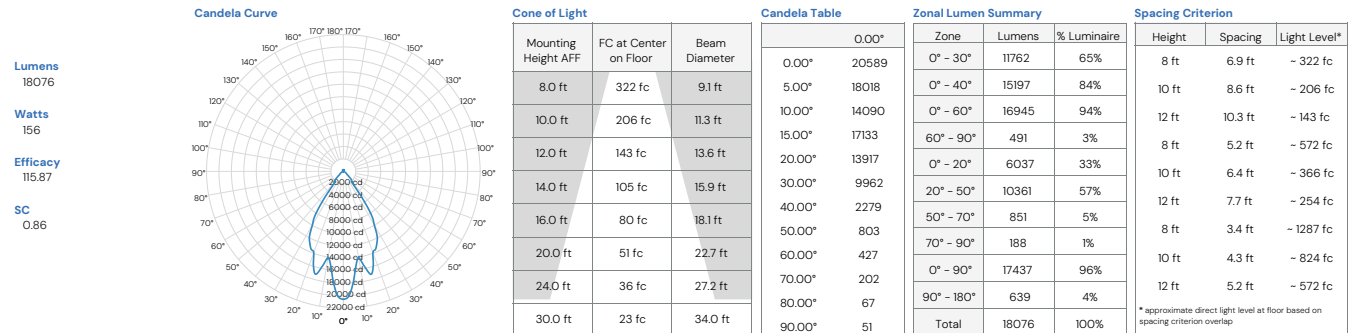 Lumens
18076
Watts
156
Efficacy
115.87
SC
0.86
Candela Curve
170° 180° 170°
160° 160°
150° 150°
140° 140°
130° 130°
120° 120°
110° 110°
100° 100°
90° 90°
80° 80°
70° 70°
60° 60°
50° 50°
40° 40°
30° 30°
20° 20°
10° 10°
0°
2000 cd
4000 cd
6000 cd
8000 cd
10000 cd
12000 cd
14000 cd
16000 cd
18000 cd
20000 cd
22000 cd
Cone of Light
Mounting Height AFF FC at Center on Floor Beam Diameter
8.0 ft 322 fc 9.1 ft
10.0 ft 206 fc 11.3 ft
12.0 ft 143 fc 13.6 ft
14.0 ft 105 fc 15.9 ft
16.0 ft 80 fc 18.1 ft
20.0 ft 51 fc 22.7 ft
24.0 ft 36 fc 27.2 ft
30.0 ft 23 fc 34.0 ft
Candela Table
0.00°
0.00° 20589
5.00° 18018
10.00° 14090
15.00° 17133
20.00° 13917
30.00° 9962
40.00° 2279
50.00° 803
60.00° 427
70.00° 202
80.00° 67
90.00° 51
Zonal Lumen Summary
Zone Lumens % Luminaire
0° - 30° 11762 65%
0° - 40° 15197 84%
0° - 60° 16945 94%
60° - 90° 491 3%
0° - 20° 6037 33%
20° - 50° 10361 57%
50° - 70° 851 5%
70° - 90° 188 1%
0° - 90° 17437 96%
90° - 180° 639 4%
Total 18076 100%
Spacing Criterion
Height Spacing Light Level*
8 ft 6.9 ft ~ 322 fc
10 ft 8.6 ft ~ 206 fc
12 ft 10.3 ft ~ 143 fc
8 ft 5.2 ft ~ 572 fc
10 ft 6.4 ft ~ 366 fc
12 ft 7.7 ft ~ 254 fc
8 ft 3.4 ft ~ 1287 fc
10 ft 4.3 ft ~ 824 fc
12 ft 5.2 ft ~ 572 fc
* approximate direct light level at floor based on
spacing criterion overlap